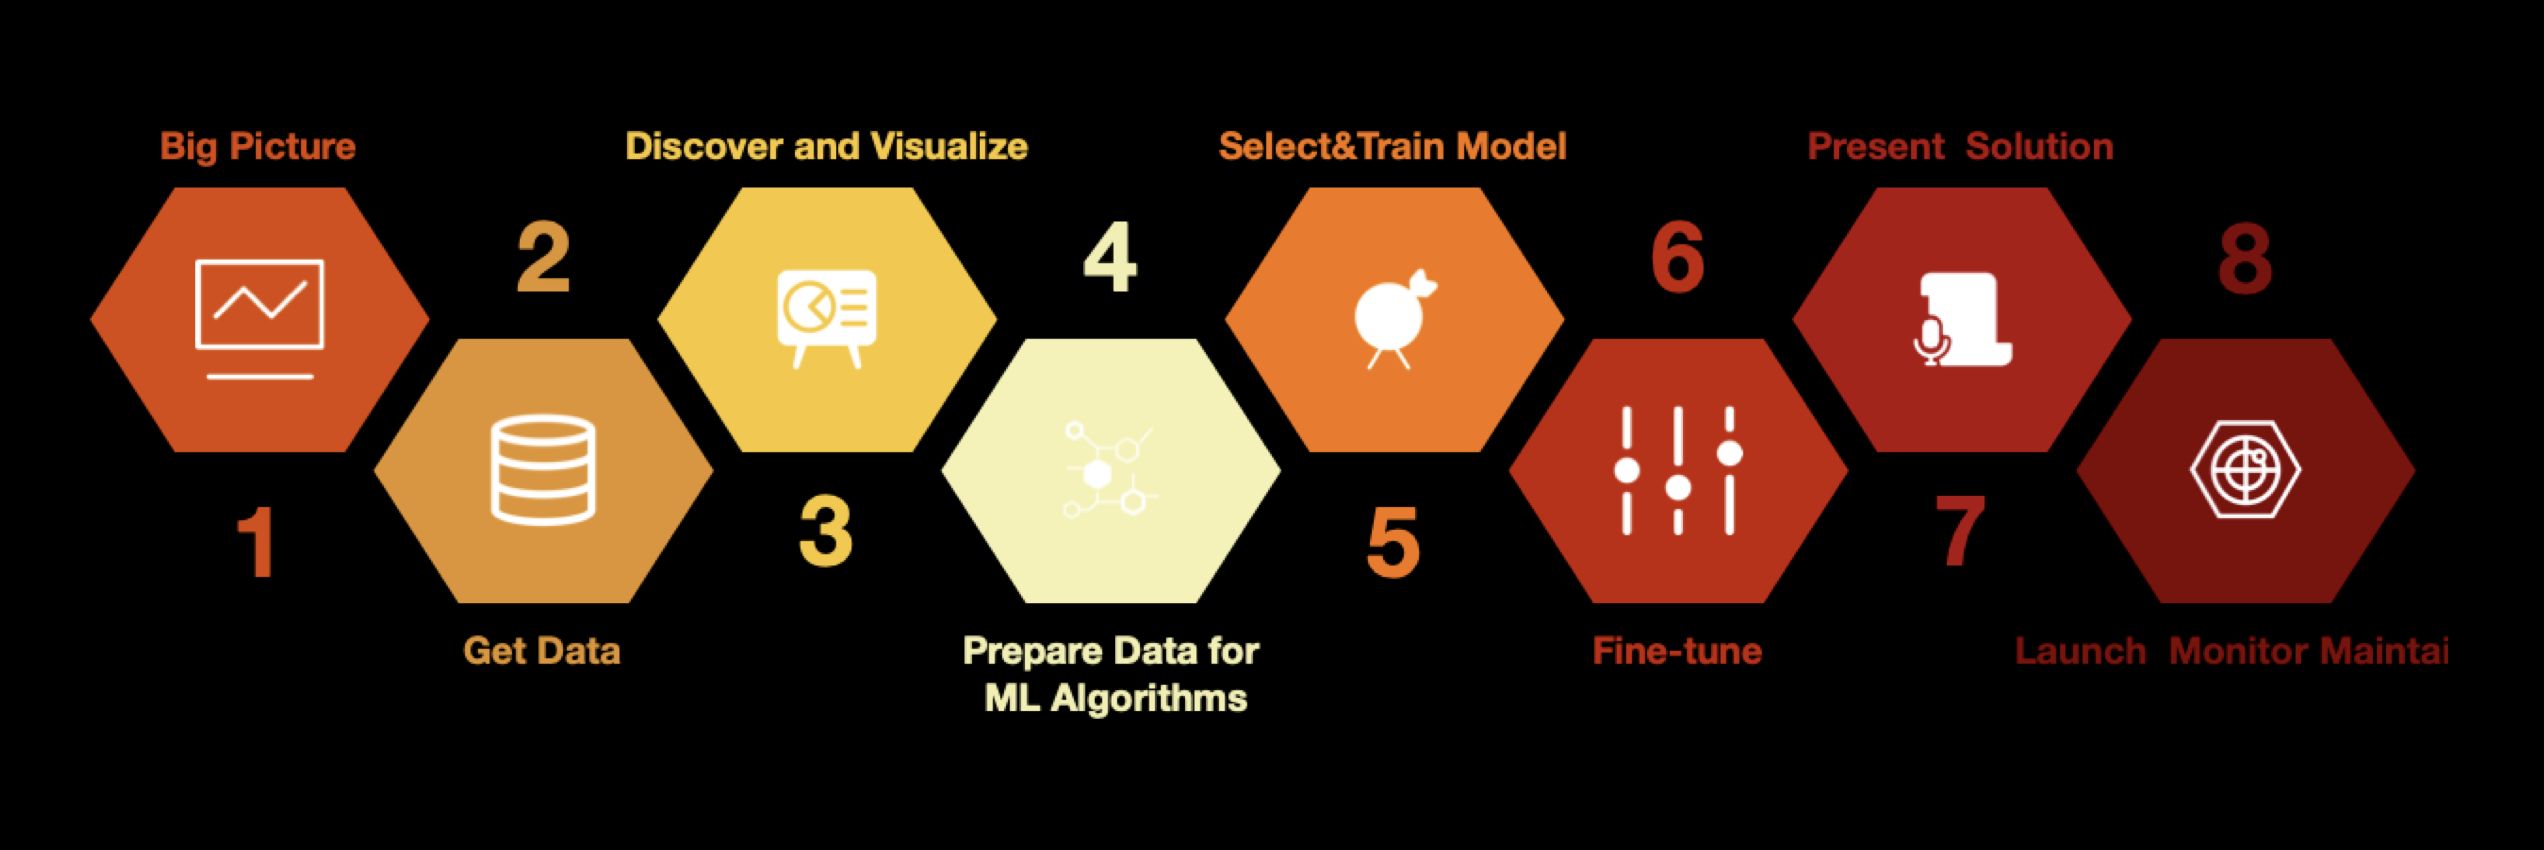 Big Picture
1
2
Get Data
Discover and Visualize
3
4
Prepare Data for
ML Algorithms
Select&Train Model
5
6
Fine-tune
Present  Solution
7
8
Launch  Monitor Maintai